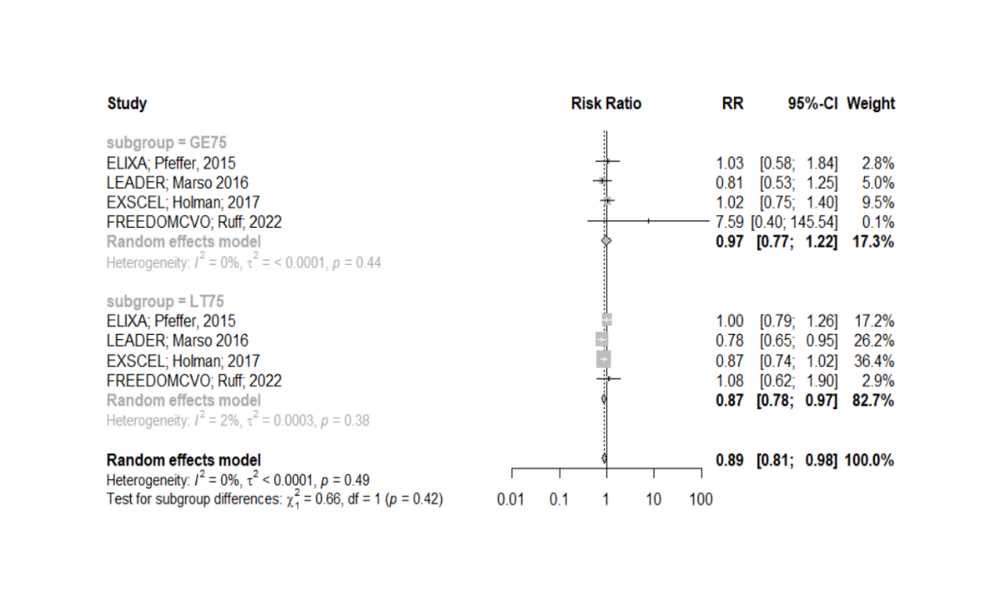 Study Risk Ratio RR 95%-CI Weight
subgroup = GE75
ELIXA; Pfeffer, 2015 1.03 [0.58; 1.84] 2.8%
LEADER; Marso 2016 0.81 [0.53; 1.25] 5.0%
EXSCEL; Holman; 2017 1.02 [0.75; 1.40] 9.5%
FREEDOMCVO; Ruff; 2022 7.59 [0.40; 145.54] 0.1%
Random effects model 0.97 [0.77; 1.22] 17.3%
Heterogeneity: I² = 0%, τ² = < 0.0001, p = 0.44
subgroup = LT75
ELIXA; Pfeffer, 2015 1.00 [0.79; 1.26] 17.2%
LEADER; Marso 2016 0.78 [0.65; 0.95] 26.2%
EXSCEL; Holman; 2017 0.87 [0.74; 1.02] 36.4%
FREEDOMCVO; Ruff; 2022 1.08 [0.62; 1.90] 2.9%
Random effects model 0.87 [0.78; 0.97] 82.7%
Heterogeneity: I² = 2%, τ² = 0.0003, p = 0.38
Random effects model 0.89 [0.81; 0.98] 100.0%
Heterogeneity: I² = 0%, τ² < 0.0001, p = 0.49
Test for subgroup differences: χ²₁ = 0.66, df = 1 (p = 0.42)
0.01 0.1 1 10 100